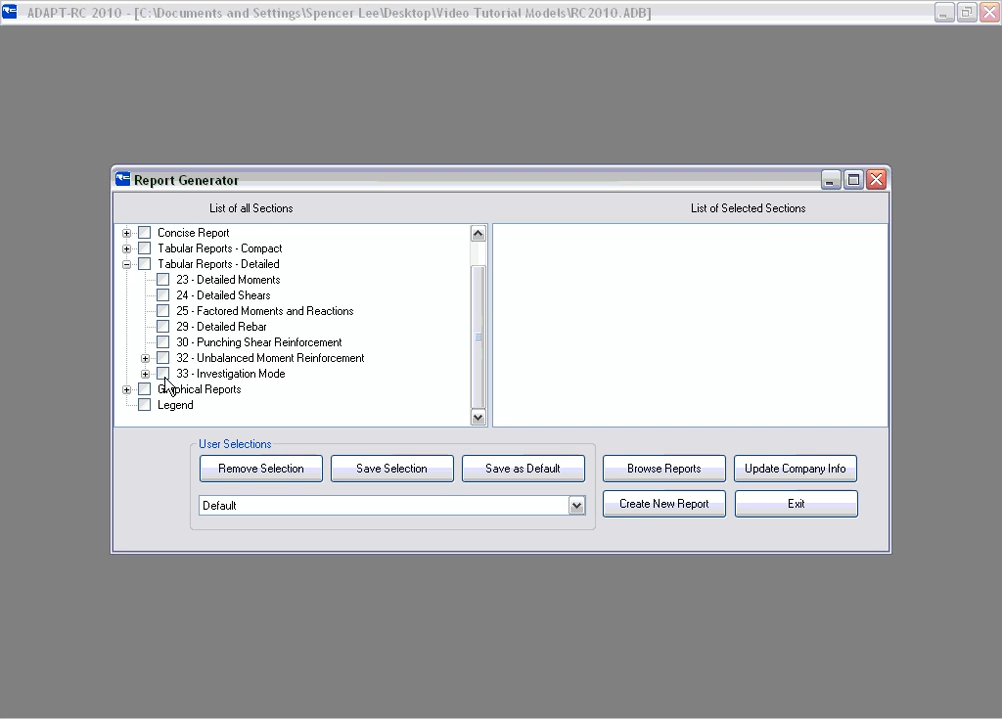 ADAPT-RC 2010 - [C:\Documents and Settings\Spencer Lee\Desktop\Video Tutorial Models\RC2010.ADB]
Report Generator
List of all Sections
List of Selected Sections
Concise Report
Tabular Reports - Compact
Tabular Reports - Detailed
23 - Detailed Moments
24 - Detailed Shears
25 - Factored Moments and Reactions
29 - Detailed Rebar
30 - Punching Shear Reinforcement
32 - Unbalanced Moment Reinforcement
33 - Investigation Mode
Graphical Reports
Legend
User Selections
Remove Selection
Save Selection
Save as Default
Browse Reports
Update Company Info
Default
Create New Report
Exit